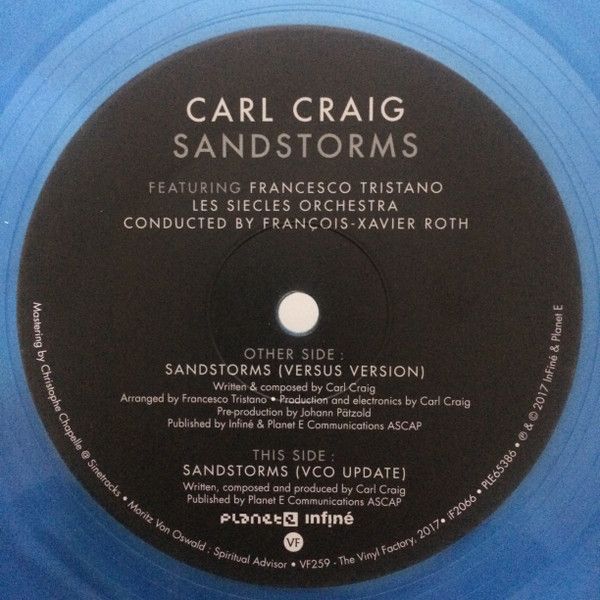 CARL CRAIG
SANDSTORMS
FEATURING FRANCESCO TRISTANO
LES SIECLES ORCHESTRA
CONDUCTED BY FRANÇOIS-XAVIER ROTH
OTHER SIDE :
SANDSTORMS (VERSUS VERSION)
Written & composed by Carl Craig
Arranged by Francesco Tristano • Production and electronics by Carl Craig
Pre-production by Johann Pätzold
Published by Infiné & Planet E Communications ASCAP
THIS SIDE :
SANDSTORMS (VCO UPDATE)
Written, composed and produced by Carl Craig
Published by Planet E Communications ASCAP
planet e infiné
VF
Mastering by Christophe Chapelle @ Sinetracks • Moritz Von Oswald : Spiritual Advisor • VF259 - The Vinyl Factory, 2017 • iF2066 • PLE65386 • ℗ & © 2017 InFiné & Planet E